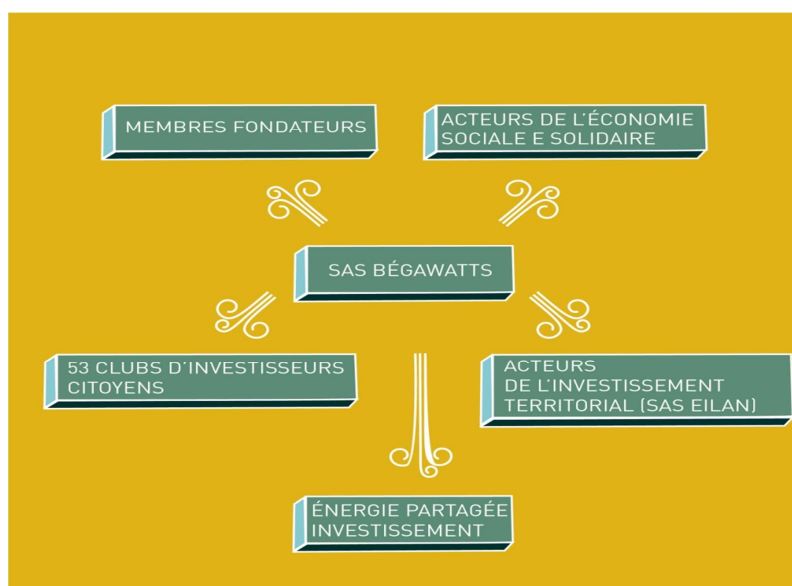 MEMBRES FONDATEURS
ACTEURS DE L'ÉCONOMIE
SOCIALE E SOLIDAIRE
SAS BÉGAWATTS
53 CLUBS D'INVESTISSEURS
CITOYENS
ACTEURS
DE L'INVESTISSEMENT
TERRITORIAL (SAS EILAN)
ÉNERGIE PARTAGÉE
INVESTISSEMENT